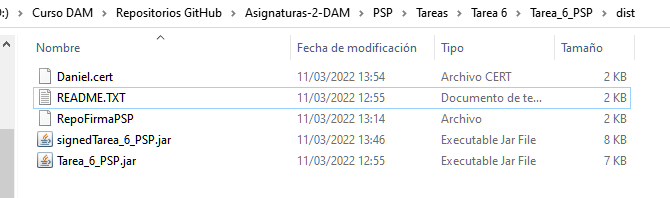 :) > Curso DAM > Repositorios GitHub > Asignaturas-2-DAM > PSP > Tareas > Tarea 6 > Tarea_6_PSP > dist
Nombre Fecha de modificación Tipo Tamaño
Daniel.cert 11/03/2022 13:54 Archivo CERT 2 KB
README.TXT 11/03/2022 12:55 Documento de te... 2 KB
RepoFirmaPSP 11/03/2022 13:14 Archivo 2 KB
signedTarea_6_PSP.jar 11/03/2022 13:46 Executable Jar File 8 KB
Tarea_6_PSP.jar 11/03/2022 12:55 Executable Jar File 7 KB